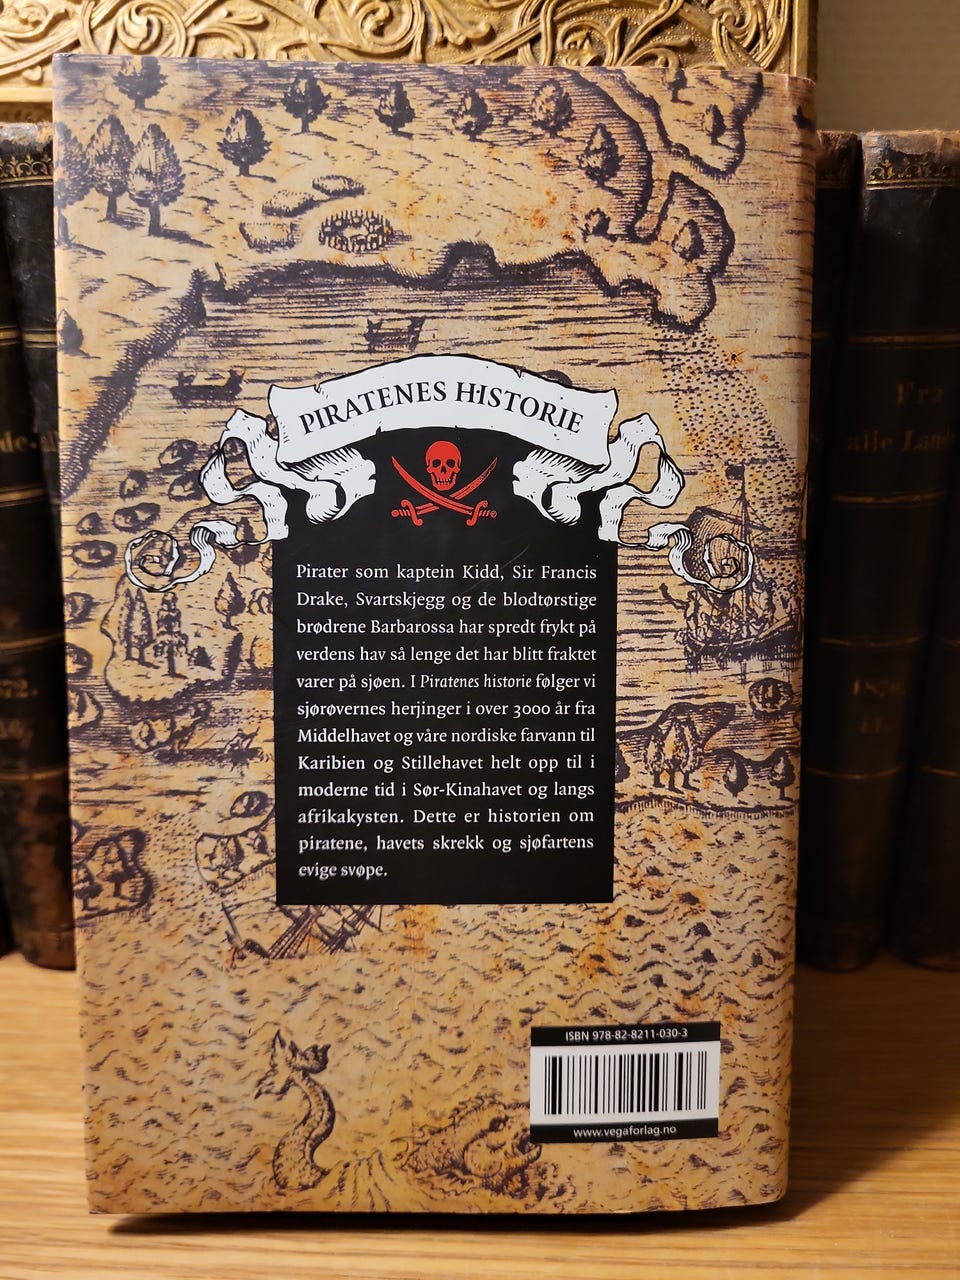 PIRATENES HISTORIE
Pirater som kaptein Kidd, Sir Francis
Drake, Svartskjegg og de blodtørstige
brødrene Barbarossa har spredt frykt på
verdens hav så lenge det har blitt fraktet
varer på sjøen. I Piratenes historie følger vi
sjørøvernes herjinger i over 3000 år fra
Middelhavet og våre nordiske farvann til
Karibien og Stillehavet helt opp til i
moderne tid i Sør-Kinahavet og langs
afrikakysten. Dette er historien om
piratene, havets skrekk og sjøfartens
evige svøpe.
ISBN 978-82-8211-030-3
www.vegaforlag.no
Fra
alle Land